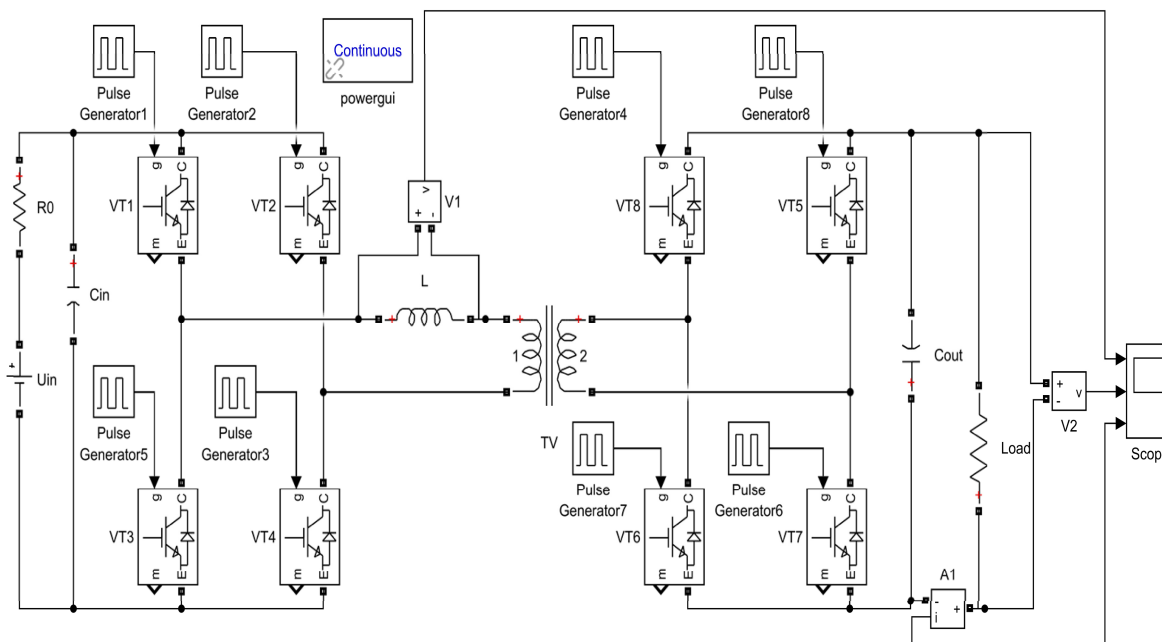 Pulse
Generator1
Pulse
Generator2
Continuous
powergui
Pulse
Generator4
Pulse
Generator8
g
C
VT1
m
E
g
C
VT2
m
E
v
+ -
V1
g
C
VT8
m
E
g
C
VT5
m
E
+
R0
+
Cin
L
+
+
1
2
+
+
Uin
Cout
+
+
-
v
V2
Scop
Pulse
Generator5
Pulse
Generator3
TV
Pulse
Generator7
Pulse
Generator6
Load
+
g
C
VT3
m
E
g
C
VT4
m
E
g
C
VT6
m
E
g
C
VT7
m
E
A1
-
+
i